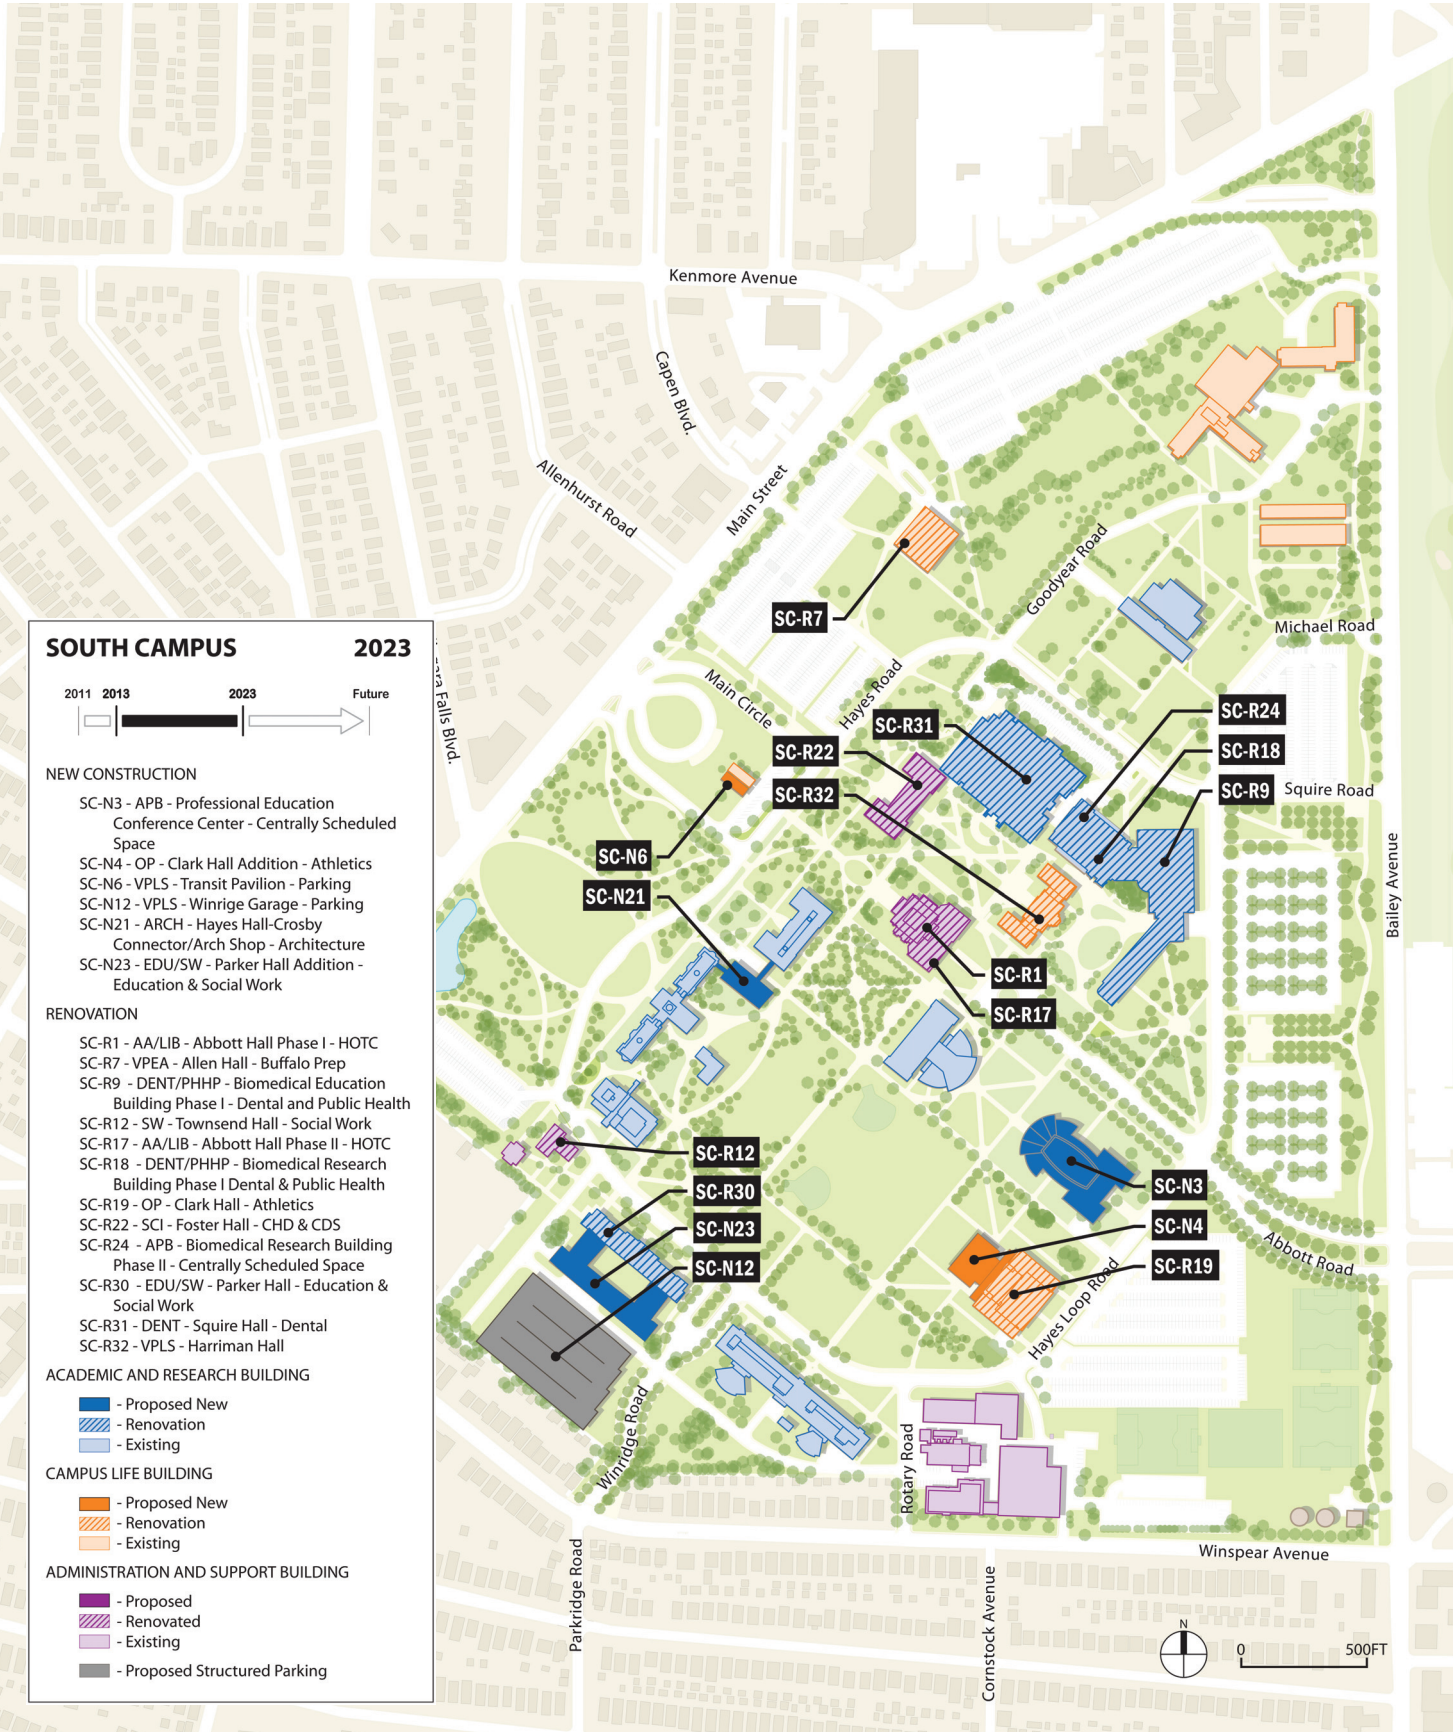 Kenmore Avenue
Capen Blvd.
Allenhurst Road
Main Street
Goodyear Road
SC-R7
Michael Road
Main Circle
Hayes Road
Falls Blvd.
SC-R24
SC-R31
SC-R22
SC-R18
SC-R32
SC-R9
Squire Road
Bailey Avenue
SC-N6
SC-N21
SC-R1
SC-R17
SC-R12
SC-R30
SC-N3
SC-N23
SC-N4
SC-N12
SC-R19
Abbott Road
Hayes Loop Road
Winridge Road
Rotary Road
Winspear Avenue
Parkridge Road
Cornstock Avenue
N
0 500FT
SOUTH CAMPUS 2023
2011 2013 2023 Future
NEW CONSTRUCTION
SC-N3 - APB - Professional Education
Conference Center - Centrally Scheduled
Space
SC-N4 - OP - Clark Hall Addition - Athletics
SC-N6 - VPLS - Transit Pavilion - Parking
SC-N12 - VPLS - Winrige Garage - Parking
SC-N21 - ARCH - Hayes Hall-Crosby
Connector/Arch Shop - Architecture
SC-N23 - EDU/SW - Parker Hall Addition -
Education & Social Work
RENOVATION
SC-R1 - AA/LIB - Abbott Hall Phase I - HOTC
SC-R7 - VPEA - Allen Hall - Buffalo Prep
SC-R9 - DENT/PHHP - Biomedical Education
Building Phase I - Dental and Public Health
SC-R12 - SW - Townsend Hall - Social Work
SC-R17 - AA/LIB - Abbott Hall Phase II - HOTC
SC-R18 - DENT/PHHP - Biomedical Research
Building Phase I Dental & Public Health
SC-R19 - OP - Clark Hall - Athletics
SC-R22 - SCI - Foster Hall - CHD & CDS
SC-R24 - APB - Biomedical Research Building
Phase II - Centrally Scheduled Space
SC-R30 - EDU/SW - Parker Hall - Education &
Social Work
SC-R31 - DENT - Squire Hall - Dental
SC-R32 - VPLS - Harriman Hall
ACADEMIC AND RESEARCH BUILDING
- Proposed New
- Renovation
- Existing
CAMPUS LIFE BUILDING
- Proposed New
- Renovation
- Existing
ADMINISTRATION AND SUPPORT BUILDING
- Proposed
- Renovated
- Existing
- Proposed Structured Parking